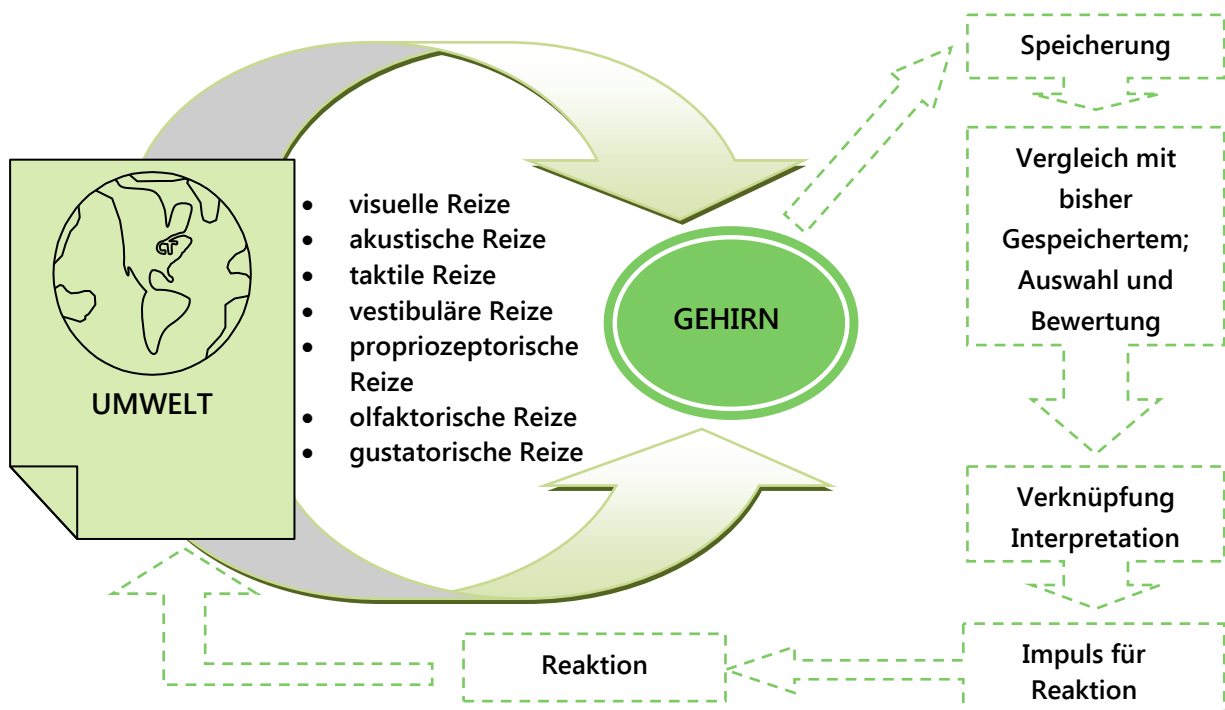 Speicherung
Vergleich mit
bisher
Gespeichertem;
Auswahl und
Bewertung
• visuelle Reize
• akustische Reize
• taktile Reize
• vestibuläre Reize
• propriozeptorische
Reize
• olfaktorische Reize
• gustatorische Reize
GEHIRN
UMWELT
Verknüpfung
Interpretation
Impuls für
Reaktion
Reaktion